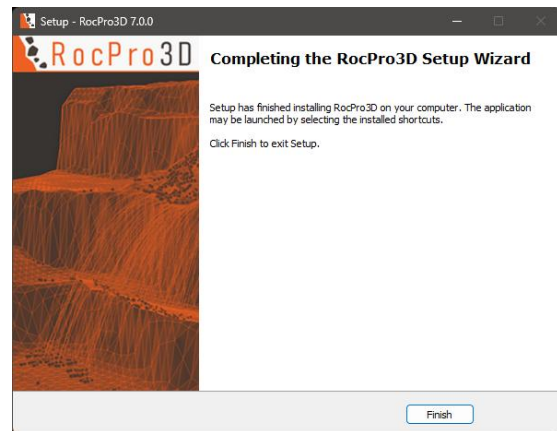 Setup - RocPro3D 7.0.0
RocPro3D
Completing the RocPro3D Setup Wizard
Setup has finished installing RocPro3D on your computer. The application
may be launched by selecting the installed shortcuts.
Click Finish to exit Setup.
Finish